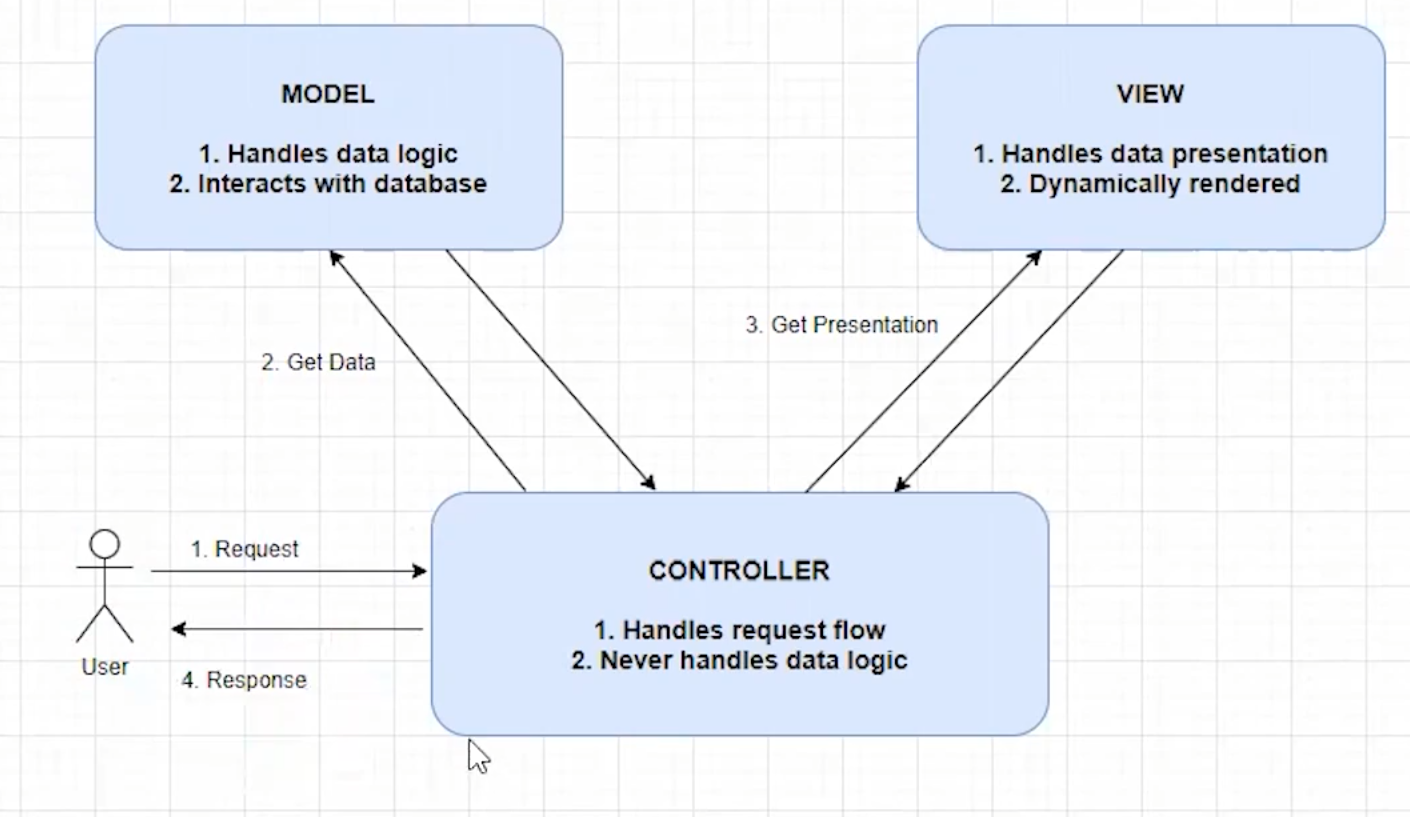 MODEL
1. Handles data logic
2. Interacts with database
VIEW
1. Handles data presentation
2. Dynamically rendered
3. Get Presentation
2. Get Data
1. Request
User
4. Response
CONTROLLER
1. Handles request flow
2. Never handles data logic